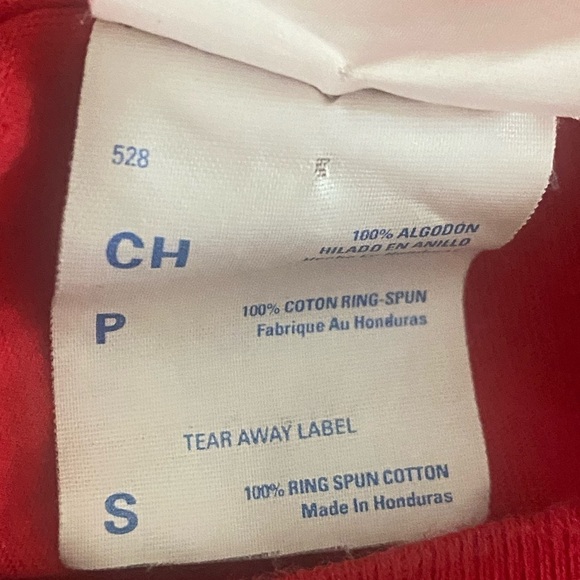 528
CH
100% ALGODÓN
HILADO EN ANILLO
P
100% COTON RING-SPUN
Fabrique Au Honduras
TEAR AWAY LABEL
S
100% RING SPUN COTTON
Made In Honduras